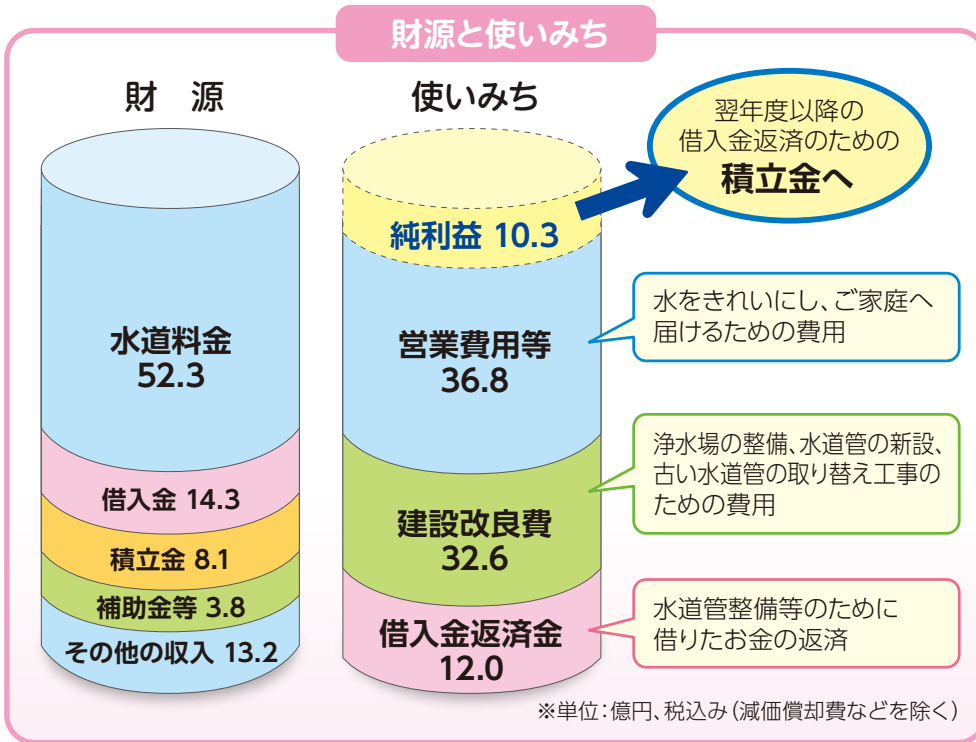 財源と使いみち
財　源
水道料金
52.3
借入金 14.3
積立金 8.1
補助金等 3.8
その他の収入 13.2
使いみち
純利益 10.3
営業費用等
36.8
建設改良費
32.6
借入金返済金
12.0
翌年度以降の
借入金返済のための
積立金へ
水をきれいにし、ご家庭へ
届けるための費用
浄水場の整備、水道管の新設、
古い水道管の取り替え工事の
ための費用
水道管整備等のために
借りたお金の返済
※単位：億円、税込み（減価償却費などを除く）